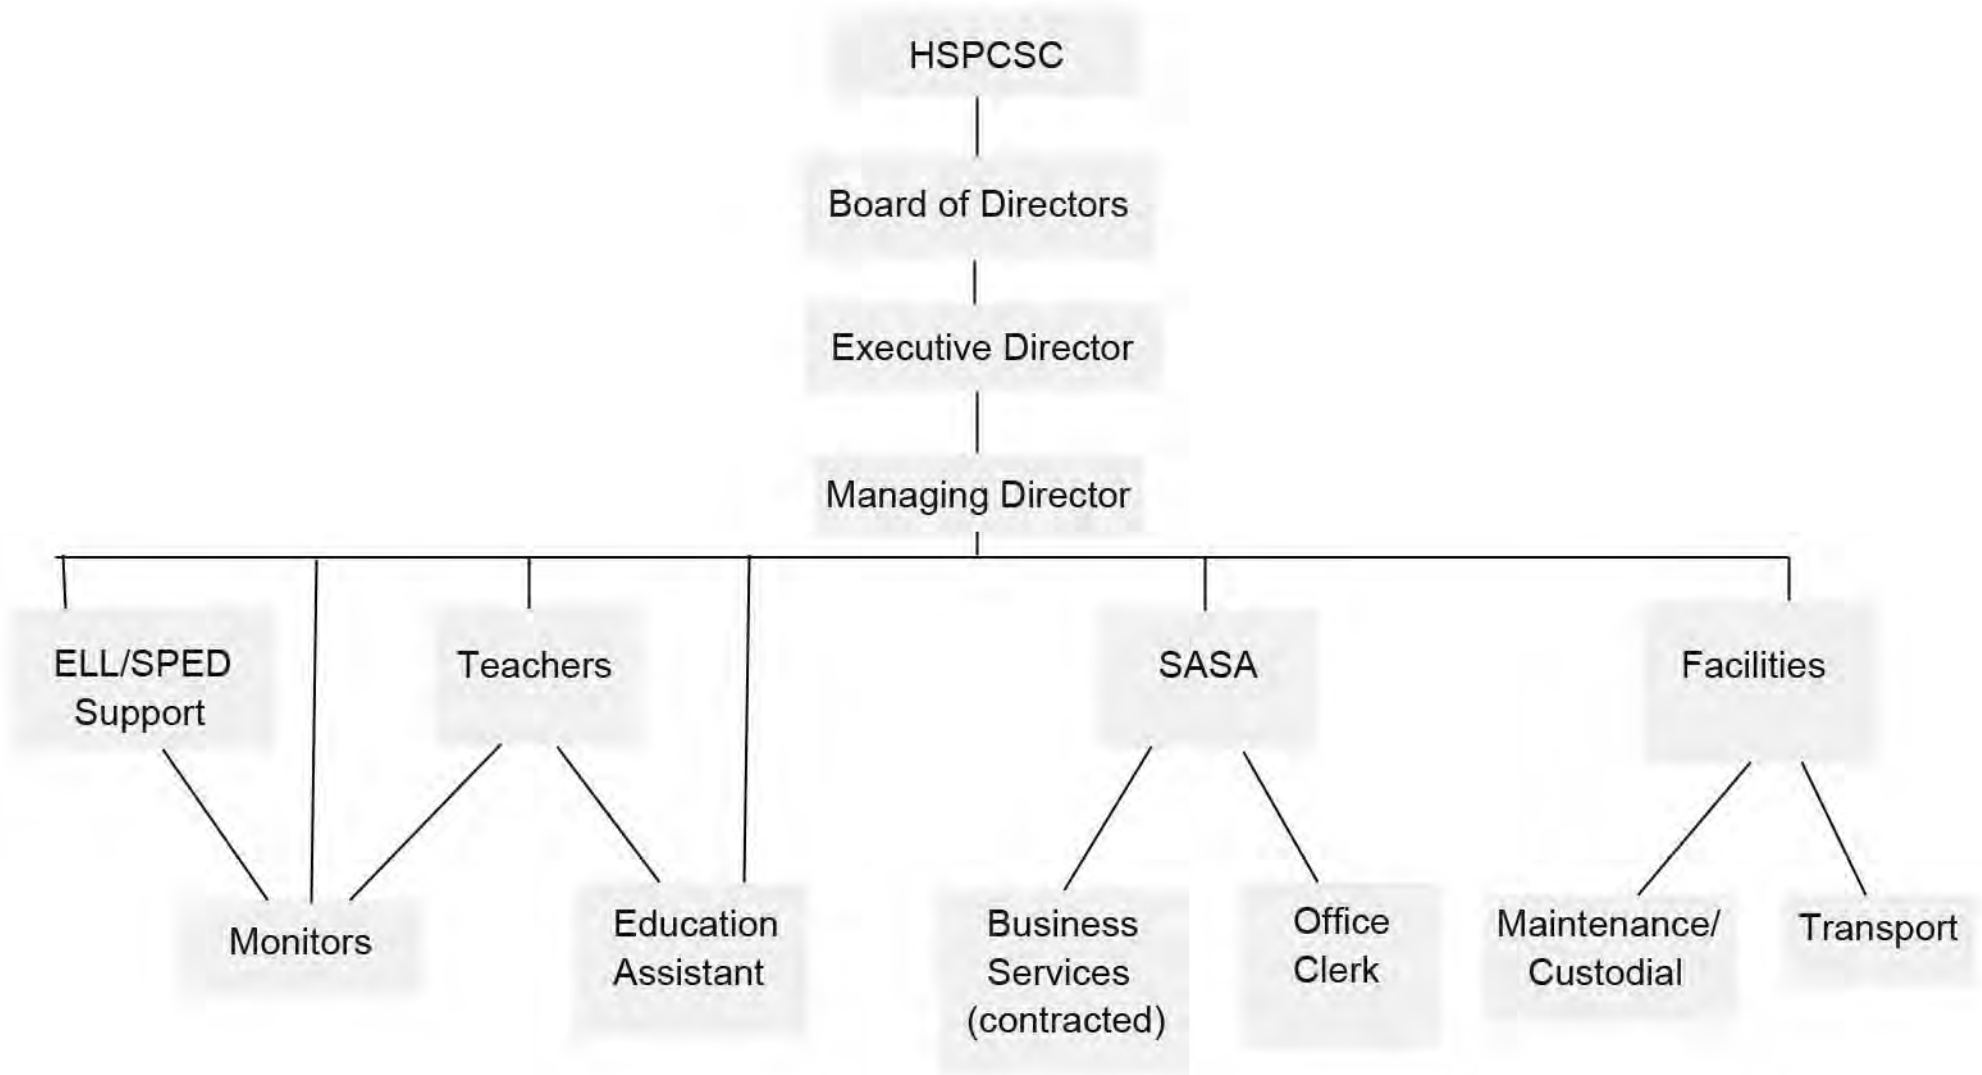 HSPCSC
Board of Directors
Executive Director
Managing Director
ELL/SPED
Support
Teachers
SASA
Facilities
Monitors
Education
Assistant
Business
Services
(contracted)
Office
Clerk
Maintenance/
Custodial
Transport